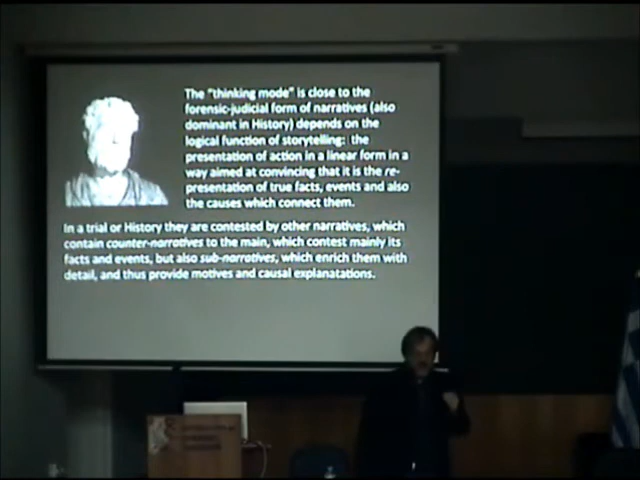 The "thinking mode" is close to the
forensic-judicial form of narratives (also
dominant in History) depends on the
logical function of storytelling: the
presentation of action in a linear form in a
way aimed at convincing that it is the re-
presentation of true facts, events and also
the causes which connect them.
In a trial or History they are contested by other narratives, which
contain counter-narratives to the main, which contest mainly its
facts and events, but also sub-narratives, which enrich them with
detail, and thus provide motives and causal explanatations.